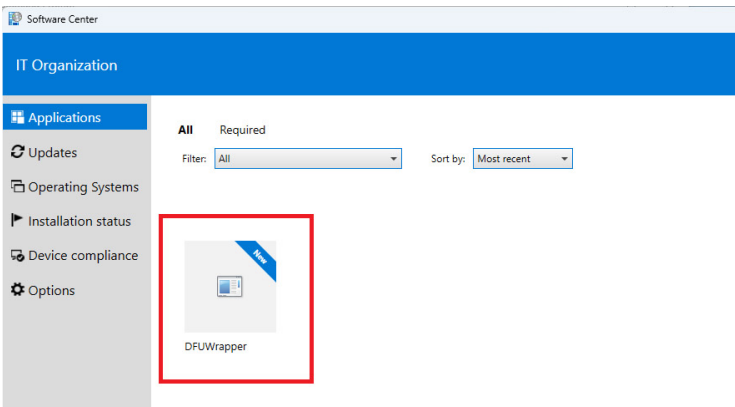 Software Center
IT Organization
Applications
Updates
Operating Systems
Installation status
Device compliance
Options
All Required
Filter: All Sort by: Most recent
New
DFUWrapper